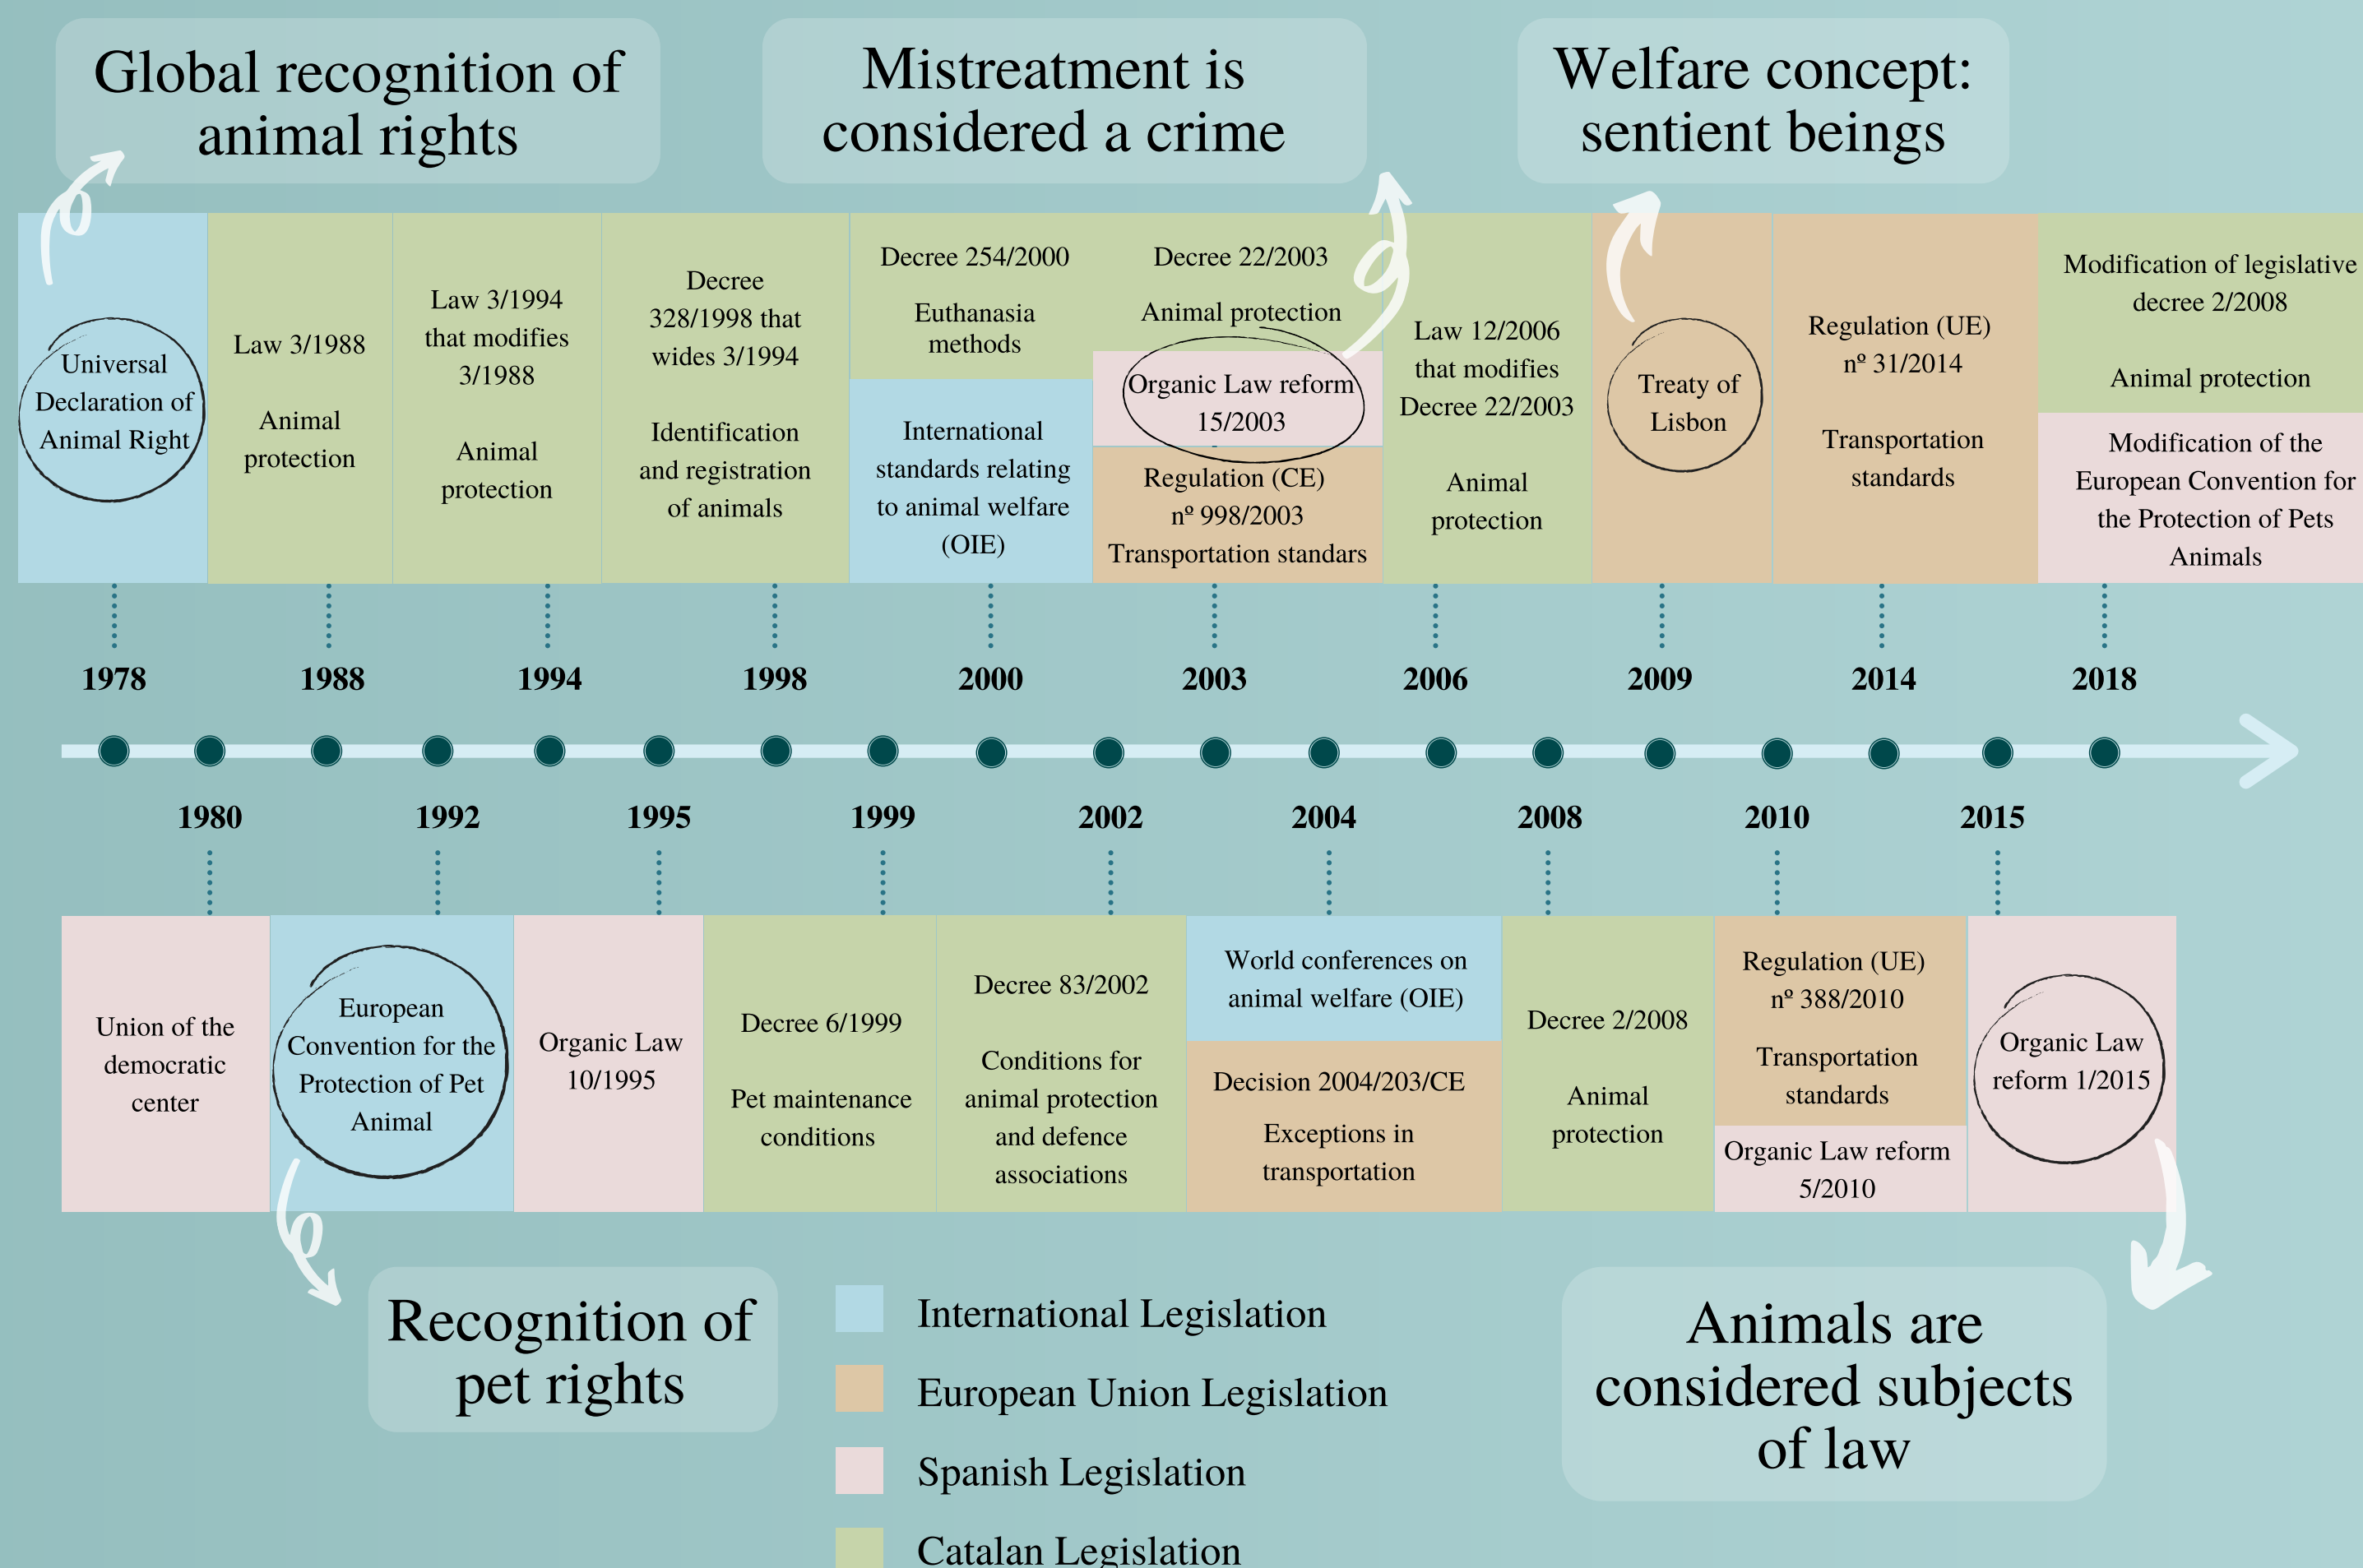 Global recognition of
animal rights
Mistreatment is
considered a crime
Welfare concept:
sentient beings
Universal
Declaration of
Animal Right
Law 3/1988
Animal
protection
Law 3/1994
that modifies
3/1988
Animal
protection
Decree
328/1998 that
wides 3/1994
Identification
and registration
of animals
Decree 254/2000
Euthanasia
methods
International
standards relating
to animal welfare
(OIE)
Decree 22/2003
Animal protection
Organic Law reform
15/2003
Regulation (CE)
nº 998/2003
Transportation standars
Law 12/2006
that modifies
Decree 22/2003
Animal
protection
Treaty of
Lisbon
Regulation (UE)
nº 31/2014
Transportation
standards
Modification of legislative
decree 2/2008
Animal protection
Modification of the
European Convention for
the Protection of Pets
Animals
1978
1988
1994
1998
2000
2003
2006
2009
2014
2018
1980
1992
1995
1999
2002
2004
2008
2010
2015
Union of the
democratic
center
European
Convention for the
Protection of Pet
Animal
Organic Law
10/1995
Decree 6/1999
Pet maintenance
conditions
Decree 83/2002
Conditions for
animal protection
and defence
associations
World conferences on
animal welfare (OIE)
Decision 2004/203/CE
Exceptions in
transportation
Decree 2/2008
Animal
protection
Regulation (UE)
nº 388/2010
Transportation
standards
Organic Law reform
5/2010
Organic Law
reform 1/2015
Recognition of
pet rights
International Legislation
European Union Legislation
Spanish Legislation
Catalan Legislation
Animals are
considered subjects
of law